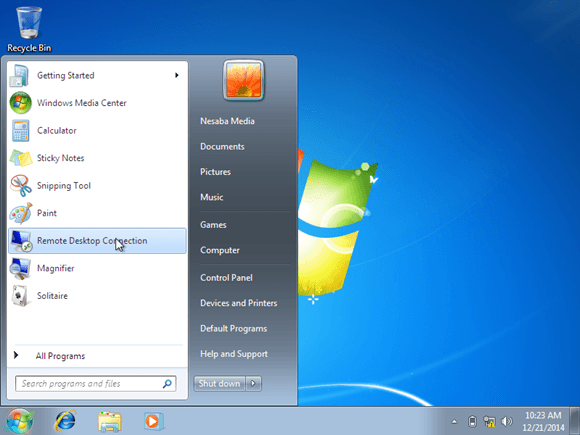 Recycle Bin
Getting Started
Windows Media Center
Calculator
Sticky Notes
Snipping Tool
Paint
Remote Desktop Connection
Magnifier
Solitaire
All Programs
Search programs and files
Nesaba Media
Documents
Pictures
Music
Games
Computer
Control Panel
Devices and Printers
Default Programs
Help and Support
Shut down
10:23 AM
12/21/2014